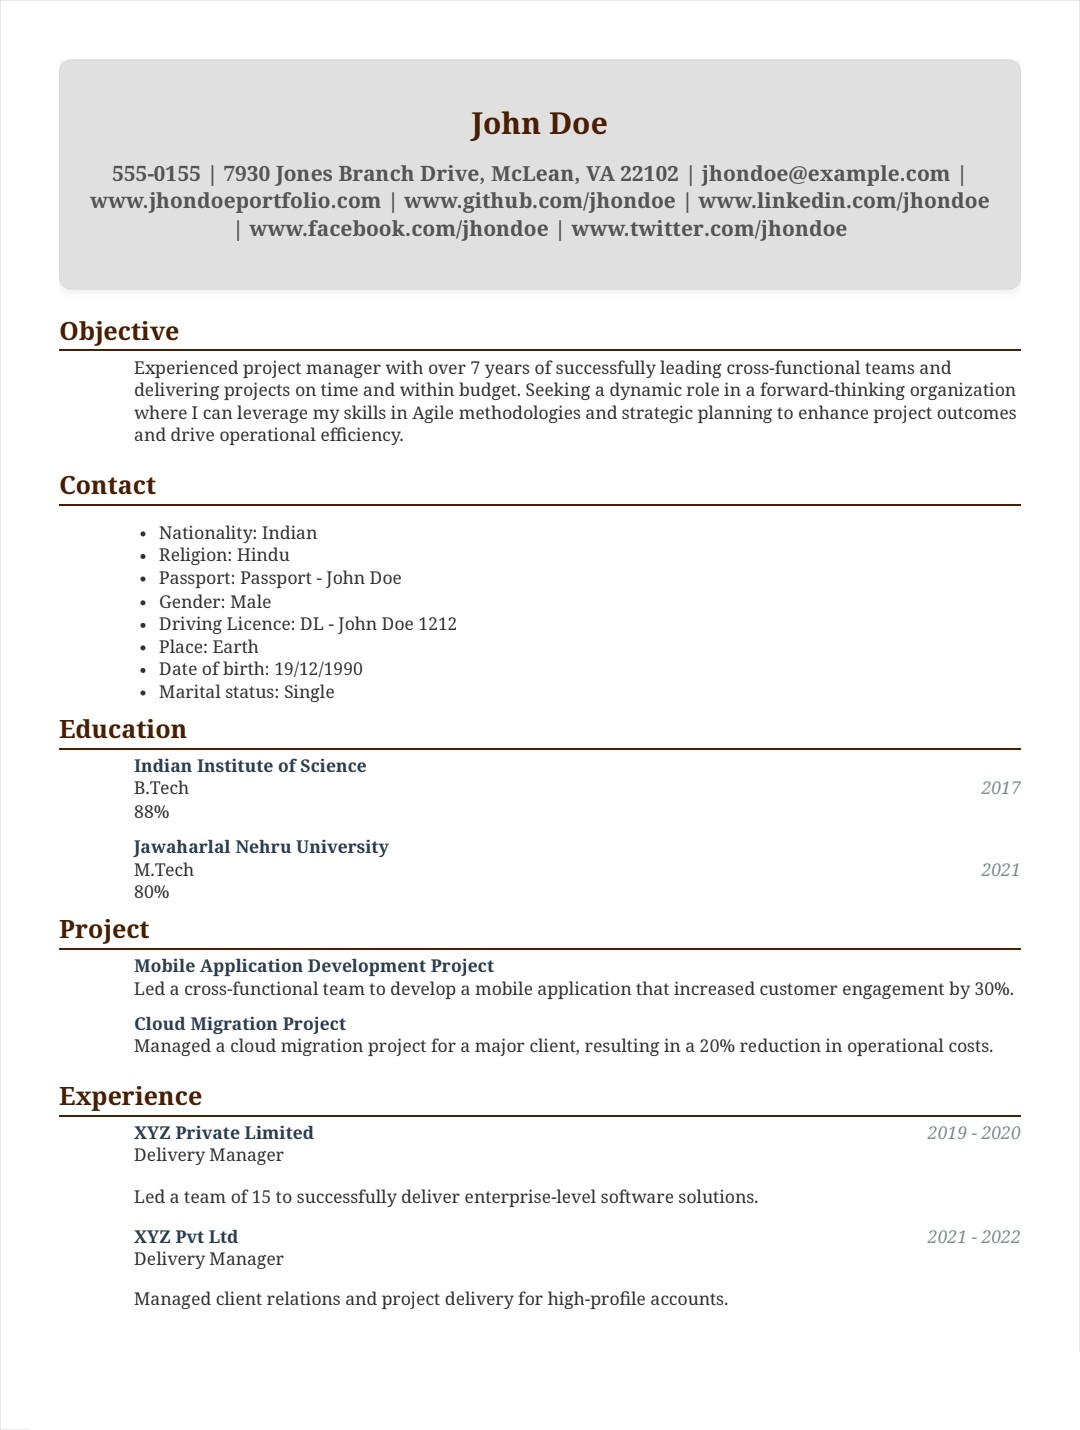 John Doe
555-0155 | 7930 Jones Branch Drive, McLean, VA 22102 | jhondoe@example.com |
www.jhondoeportfolio.com | www.github.com/jhondoe | www.linkedin.com/jhondoe
| www.facebook.com/jhondoe | www.twitter.com/jhondoe
Objective
Experienced project manager with over 7 years of successfully leading cross-functional teams and
delivering projects on time and within budget. Seeking a dynamic role in a forward-thinking organization
where I can leverage my skills in Agile methodologies and strategic planning to enhance project outcomes
and drive operational efficiency.
Contact
• Nationality: Indian
• Religion: Hindu
• Passport: Passport - John Doe
• Gender: Male
• Driving Licence: DL - John Doe 1212
• Place: Earth
• Date of birth: 19/12/1990
• Marital status: Single
Education
Indian Institute of Science
B.Tech 2017
88%
Jawaharlal Nehru University
M.Tech 2021
80%
Project
Mobile Application Development Project
Led a cross-functional team to develop a mobile application that increased customer engagement by 30%.
Cloud Migration Project
Managed a cloud migration project for a major client, resulting in a 20% reduction in operational costs.
Experience
XYZ Private Limited 2019 - 2020
Delivery Manager
Led a team of 15 to successfully deliver enterprise-level software solutions.
XYZ Pvt Ltd 2021 - 2022
Delivery Manager
Managed client relations and project delivery for high-profile accounts.